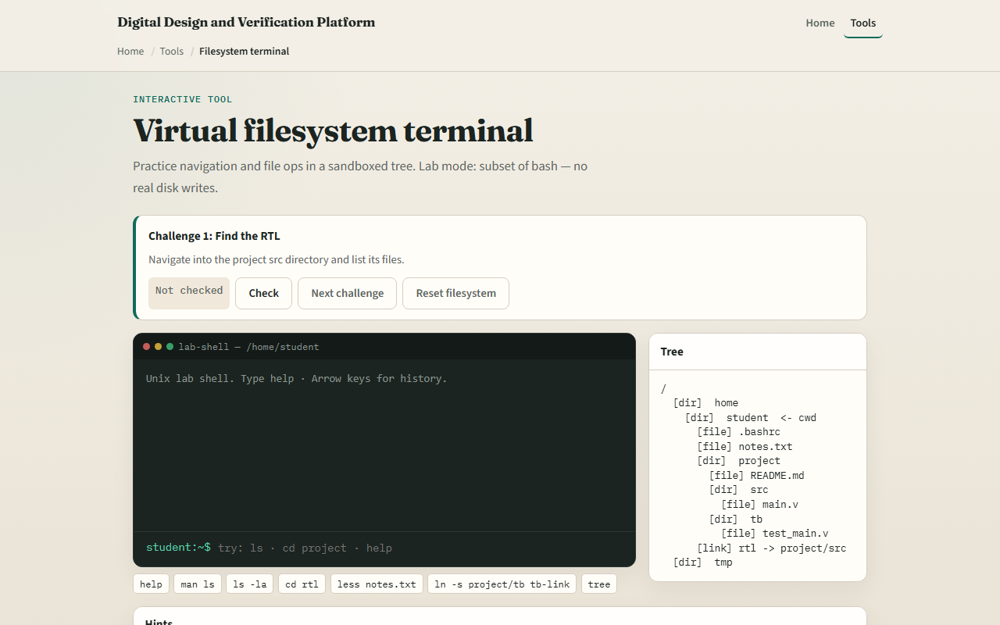 Digital Design and Verification Platform
Home
Tools
Home / Tools / Filesystem terminal
INTERACTIVE TOOL
Virtual filesystem terminal
Practice navigation and file ops in a sandboxed tree. Lab mode: subset of bash — no
real disk writes.
Challenge 1: Find the RTL
Navigate into the project src directory and list its files.
Not checked
Check
Next challenge
Reset filesystem
lab-shell — /home/student
Unix lab shell. Type help · Arrow keys for history.
student:~$ try: ls · cd project · help
help
man ls
ls -la
cd rtl
less notes.txt
ln -s project/tb tb-link
tree
Tree
/
[dir] home
[dir] student <- cwd
[file] .bashrc
[file] notes.txt
[dir] project
[file] README.md
[dir] src
[file] main.v
[dir] tb
[file] test_main.v
[link] rtl -> project/src
[dir] tmp
Hints